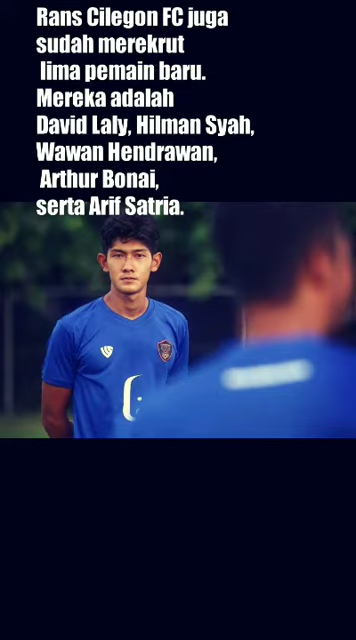 Rans Cilegon FC juga
sudah merekrut
lima pemain baru.
Mereka adalah
David Laly, Hilman Syah,
Wawan Hendrawan,
Arthur Bonai,
serta Arif Satria.